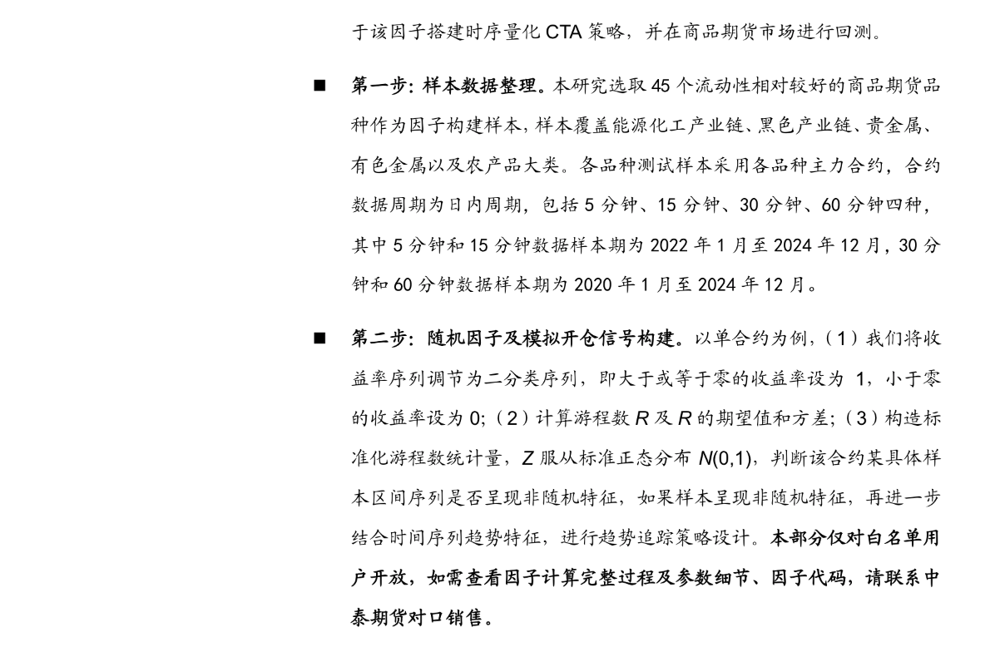 于该因子搭建时序量化 CTA 策略，并在商品期货市场进行回测。
■ 第一步：样本数据整理。本研究选取 45 个流动性相对较好的商品期货品
种作为因子构建样本，样本覆盖能源化工产业链、黑色产业链、贵金属、
有色金属以及农产品大类。各品种测试样本采用各品种主力合约，合约
数据周期为日内周期，包括 5 分钟、15 分钟、30 分钟、60 分钟四种，
其中 5 分钟和 15 分钟数据样本期为 2022 年 1 月至 2024 年 12 月，30 分
钟和 60 分钟数据样本期为 2020 年 1 月至 2024 年 12 月。
■ 第二步：随机因子及模拟开仓信号构建。以单合约为例，（1）我们将收
益率序列调节为二分类序列，即大于或等于零的收益率设为 1，小于零
的收益率设为 0；（2）计算游程数 R 及 R 的期望值和方差；（3）构造标
准化游程数统计量，Z 服从标准正态分布 N(0,1)，判断该合约某具体样
本区间序列是否呈现非随机特征，如果样本呈现非随机特征，再进一步
结合时间序列趋势特征，进行趋势追踪策略设计。本部分仅对白名单用
户开放，如需查看因子计算完整过程及参数细节、因子代码，请联系中
泰期货对口销售。